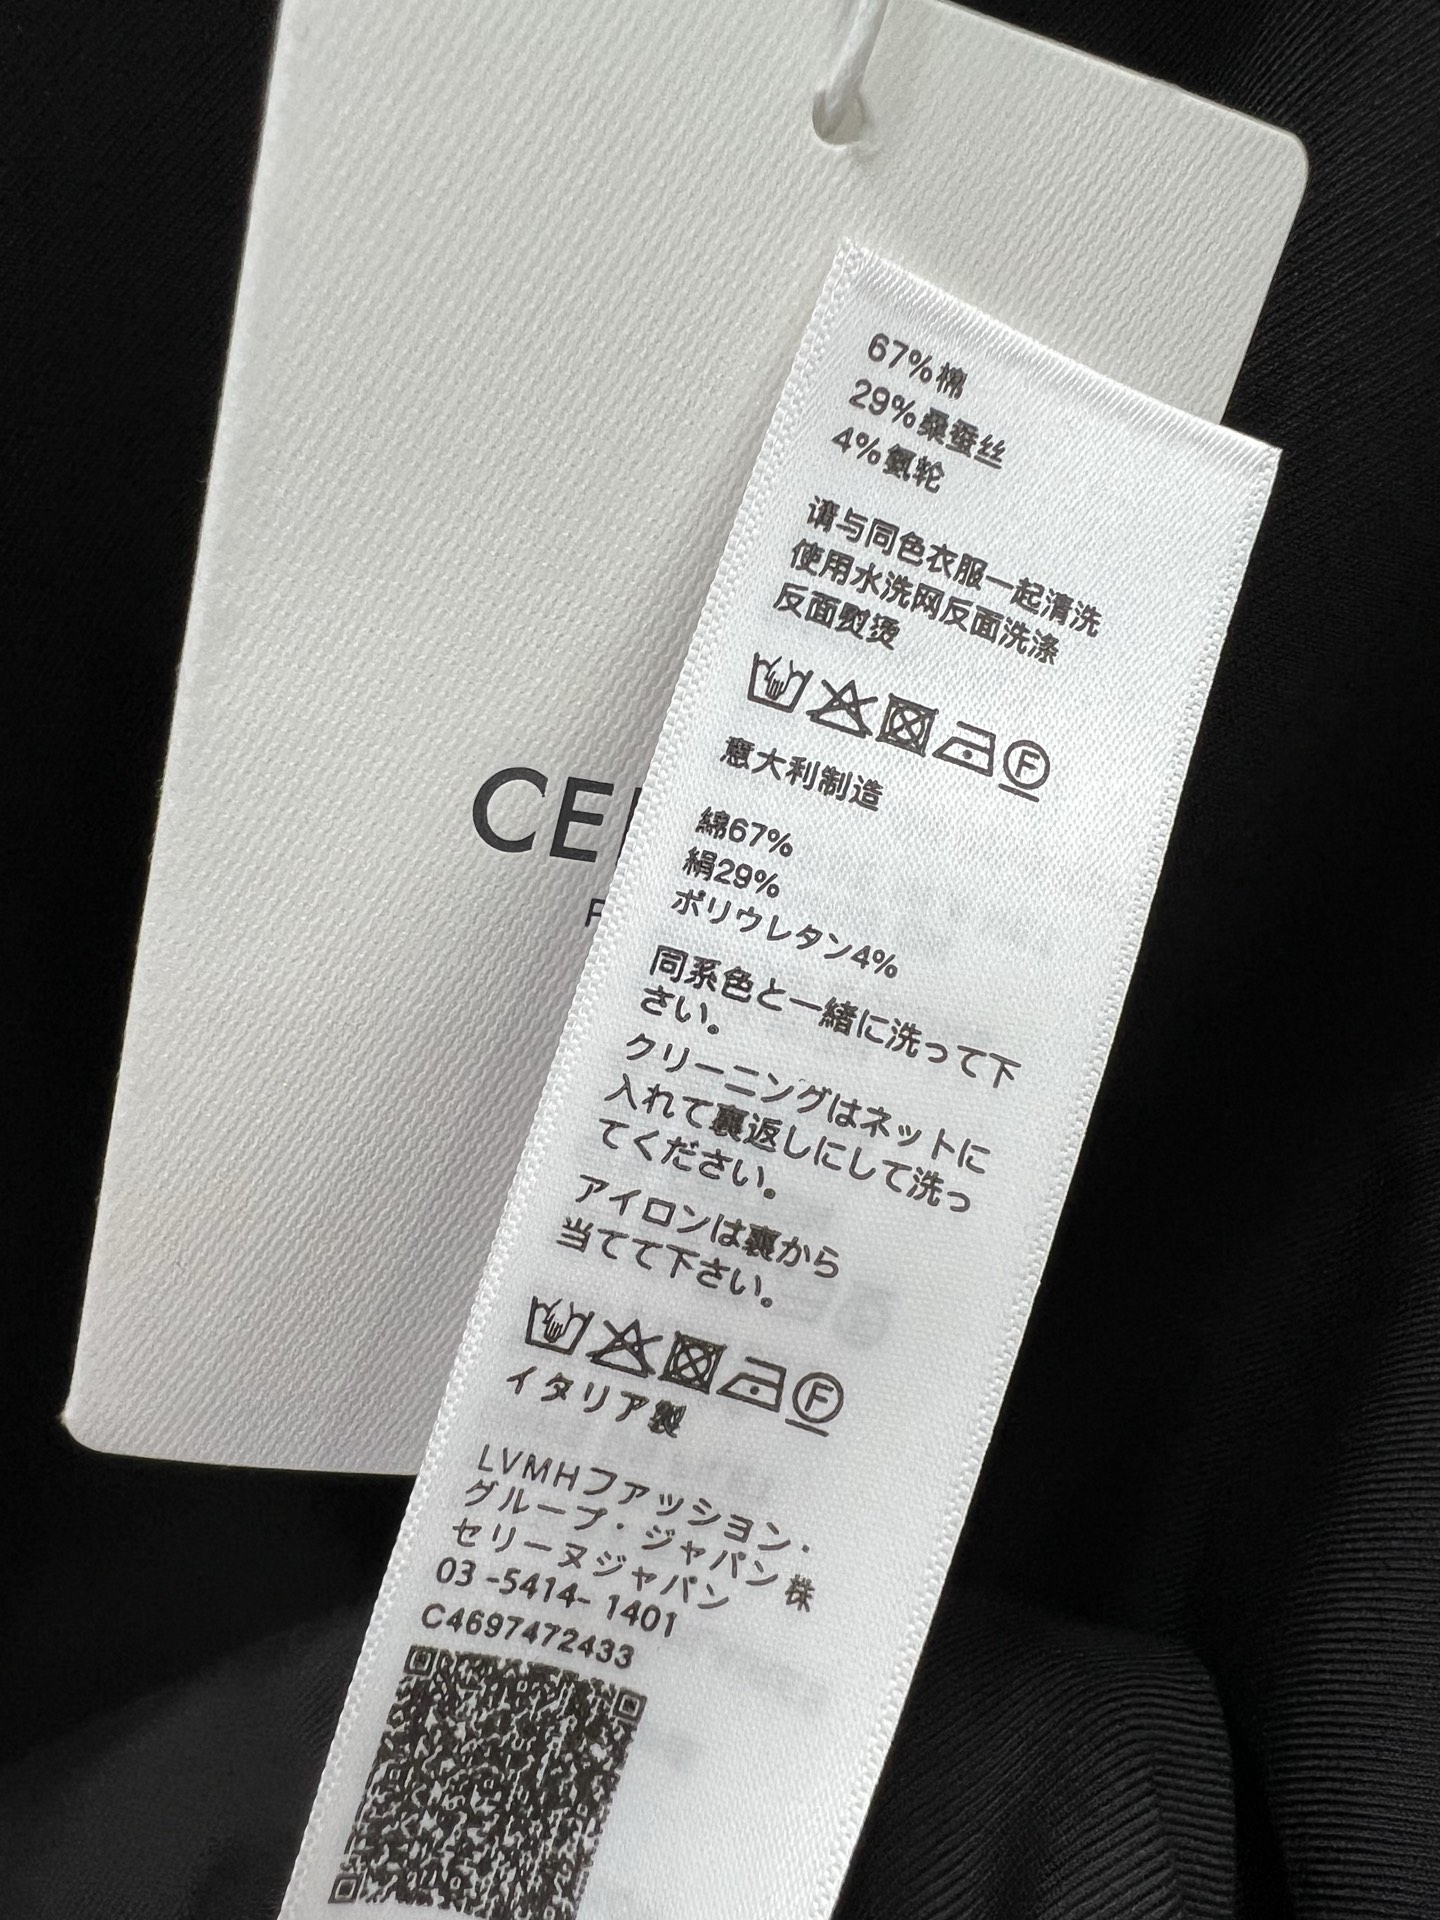 CE
P
67%棉
29%桑蚕丝
4%氨轮
请与同色衣服一起清洗
使用水洗网反面洗涤
反面熨烫
F
意大利制造
綿67%
絹29%
ポリウレタン4%
同系色と一緒に洗って下
さい。
クリーニングはネットに
入れて裏返しにして洗っ
てください。
アイロンは裏から
当てて下さい。
F
イタリア製
LVMHファッション・
グループ・ジャパン株
セリーヌジャパン
03-5414-1401
C4697472433